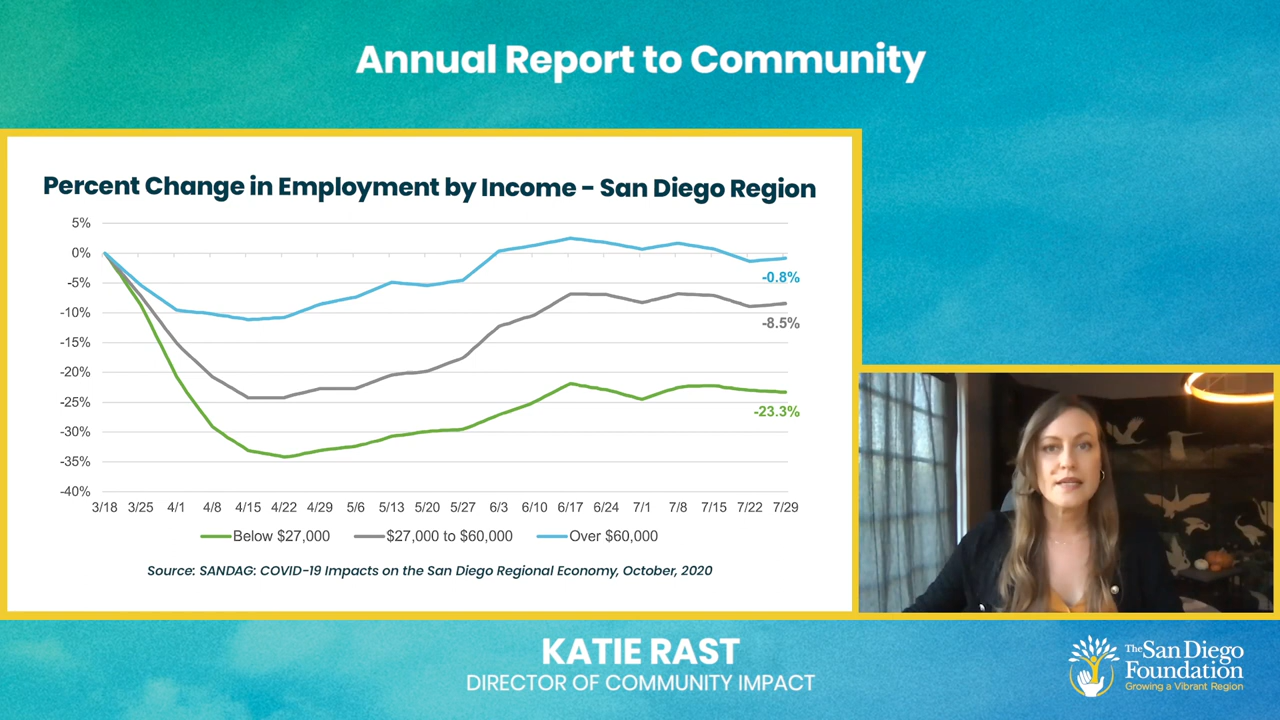 Annual Report to Community
Percent Change in Employment by Income - San Diego Region
5%
0%
-5%
-10%
-15%
-20%
-25%
-30%
-35%
-40%
-0.8%
-8.5%
-23.3%
3/18 3/25 4/1 4/8 4/15 4/22 4/29 5/6 5/13 5/20 5/27 6/3 6/10 6/17 6/24 7/1 7/8 7/15 7/22 7/29
Below $27,000 $27,000 to $60,000 Over $60,000
Source: SANDAG: COVID-19 Impacts on the San Diego Regional Economy, October, 2020
KATIE RAST
DIRECTOR OF COMMUNITY IMPACT
The San Diego
Foundation
Growing a Vibrant Region